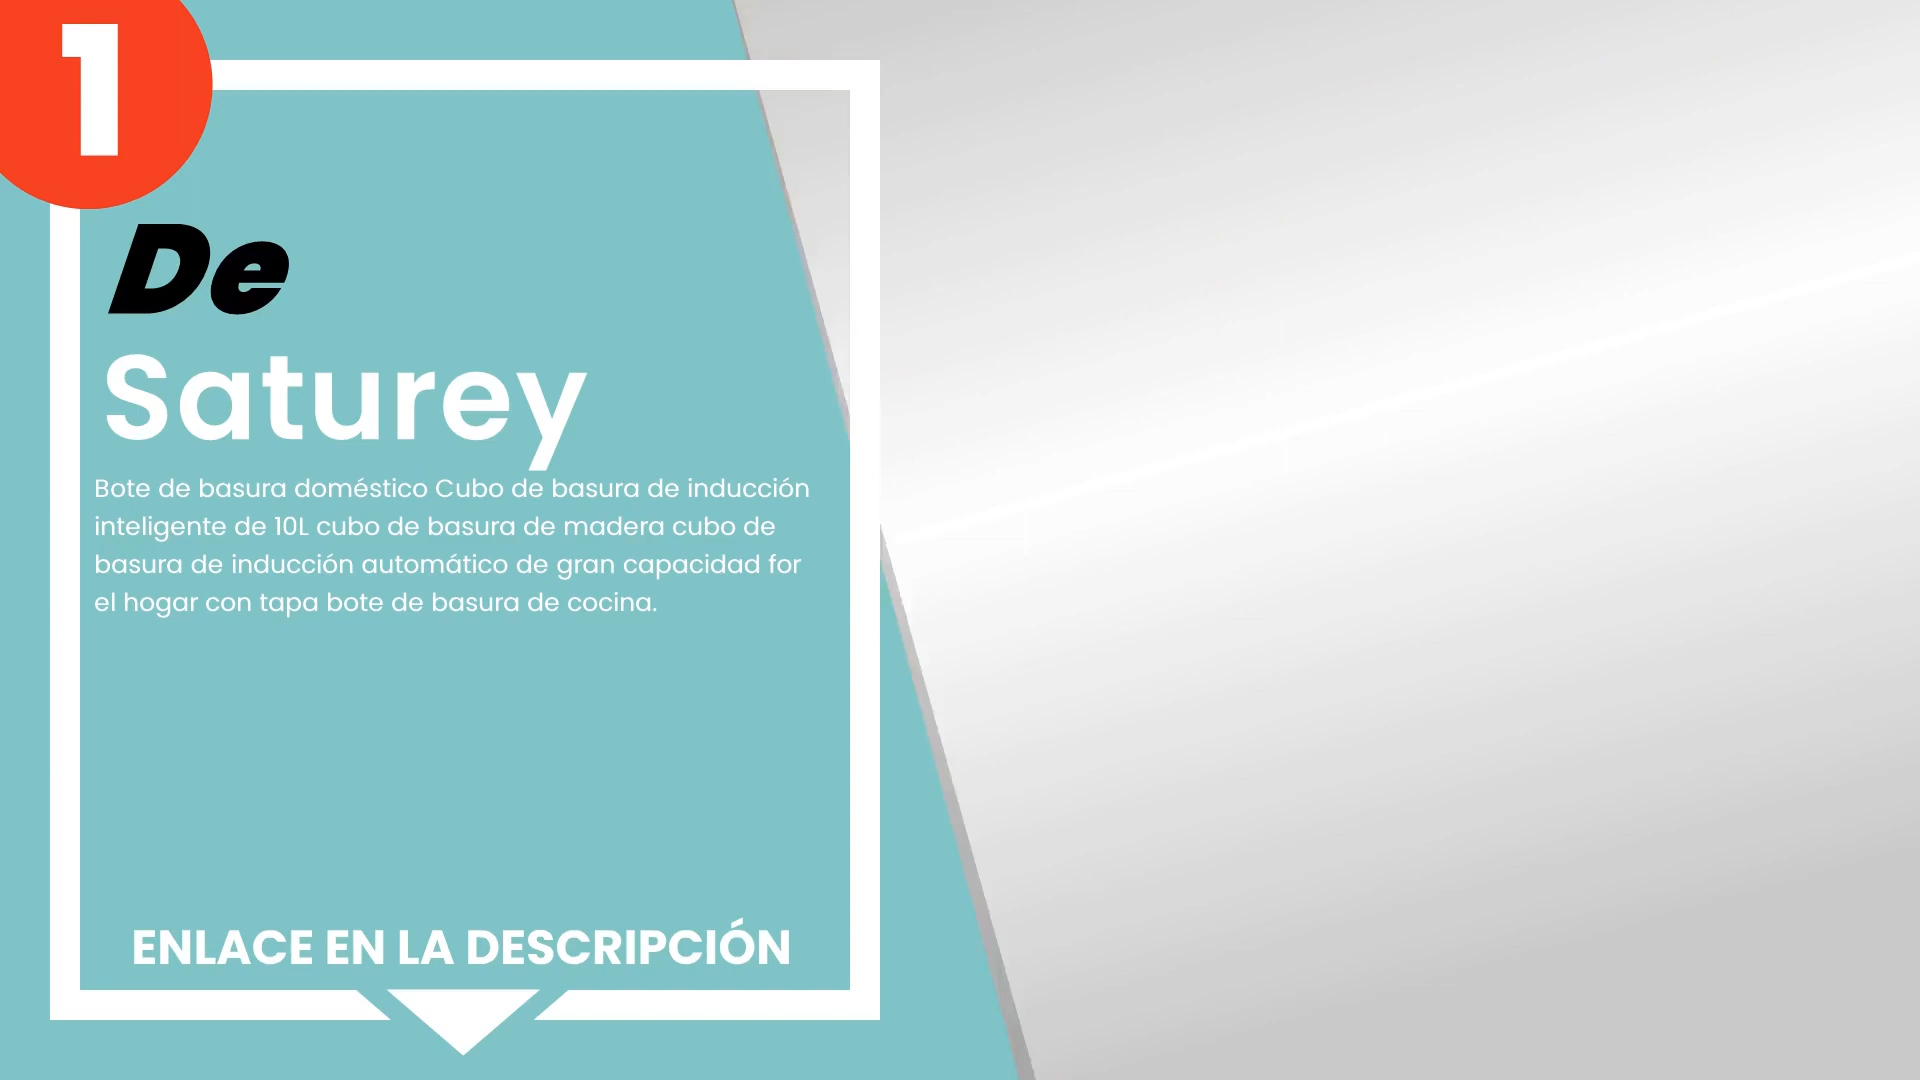 1
De
Saturey
Bote de basura doméstico Cubo de basura de inducción
inteligente de 10L cubo de basura de madera cubo de
basura de inducción automático de gran capacidad for
el hogar con tapa bote de basura de cocina.
ENLACE EN LA DESCRIPCIÓN